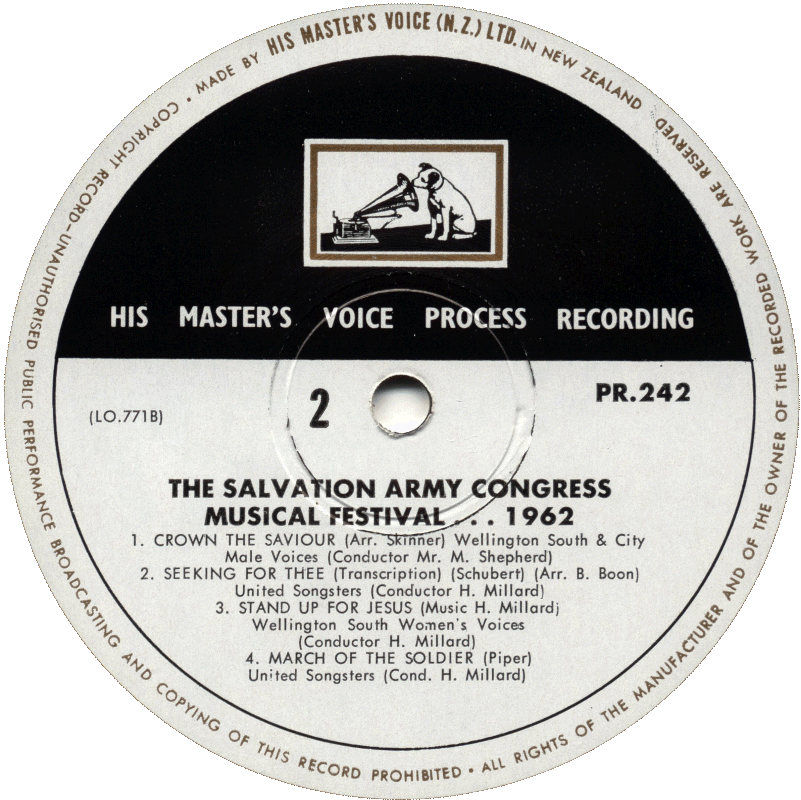 MADE BY HIS MASTER'S VOICE (N.Z.) LTD. IN NEW ZEALAND
ALL RIGHTS OF THE MANUFACTURER AND OF THE OWNER OF THE RECORDED WORK ARE RESERVED
COPYRIGHT RECORD-UNAUTHORISED PUBLIC PERFORMANCE BROADCASTING AND COPYING OF THIS RECORD PROHIBITED •
HIS MASTER'S VOICE PROCESS RECORDING
2
PR.242
(LO.771B)
THE SALVATION ARMY CONGRESS
MUSICAL FESTIVAL . . . 1962
1. CROWN THE SAVIOUR (Arr. Skinner) Wellington South & City
Male Voices (Conductor Mr. M. Shepherd)
2. SEEKING FOR THEE (Transcription) (Schubert) (Arr. B. Boon)
United Songsters (Conductor H. Millard)
3. STAND UP FOR JESUS (Music H. Millard)
Wellington South Women's Voices
(Conductor H. Millard)
4. MARCH OF THE SOLDIER (Piper)
United Songsters (Cond. H. Millard)